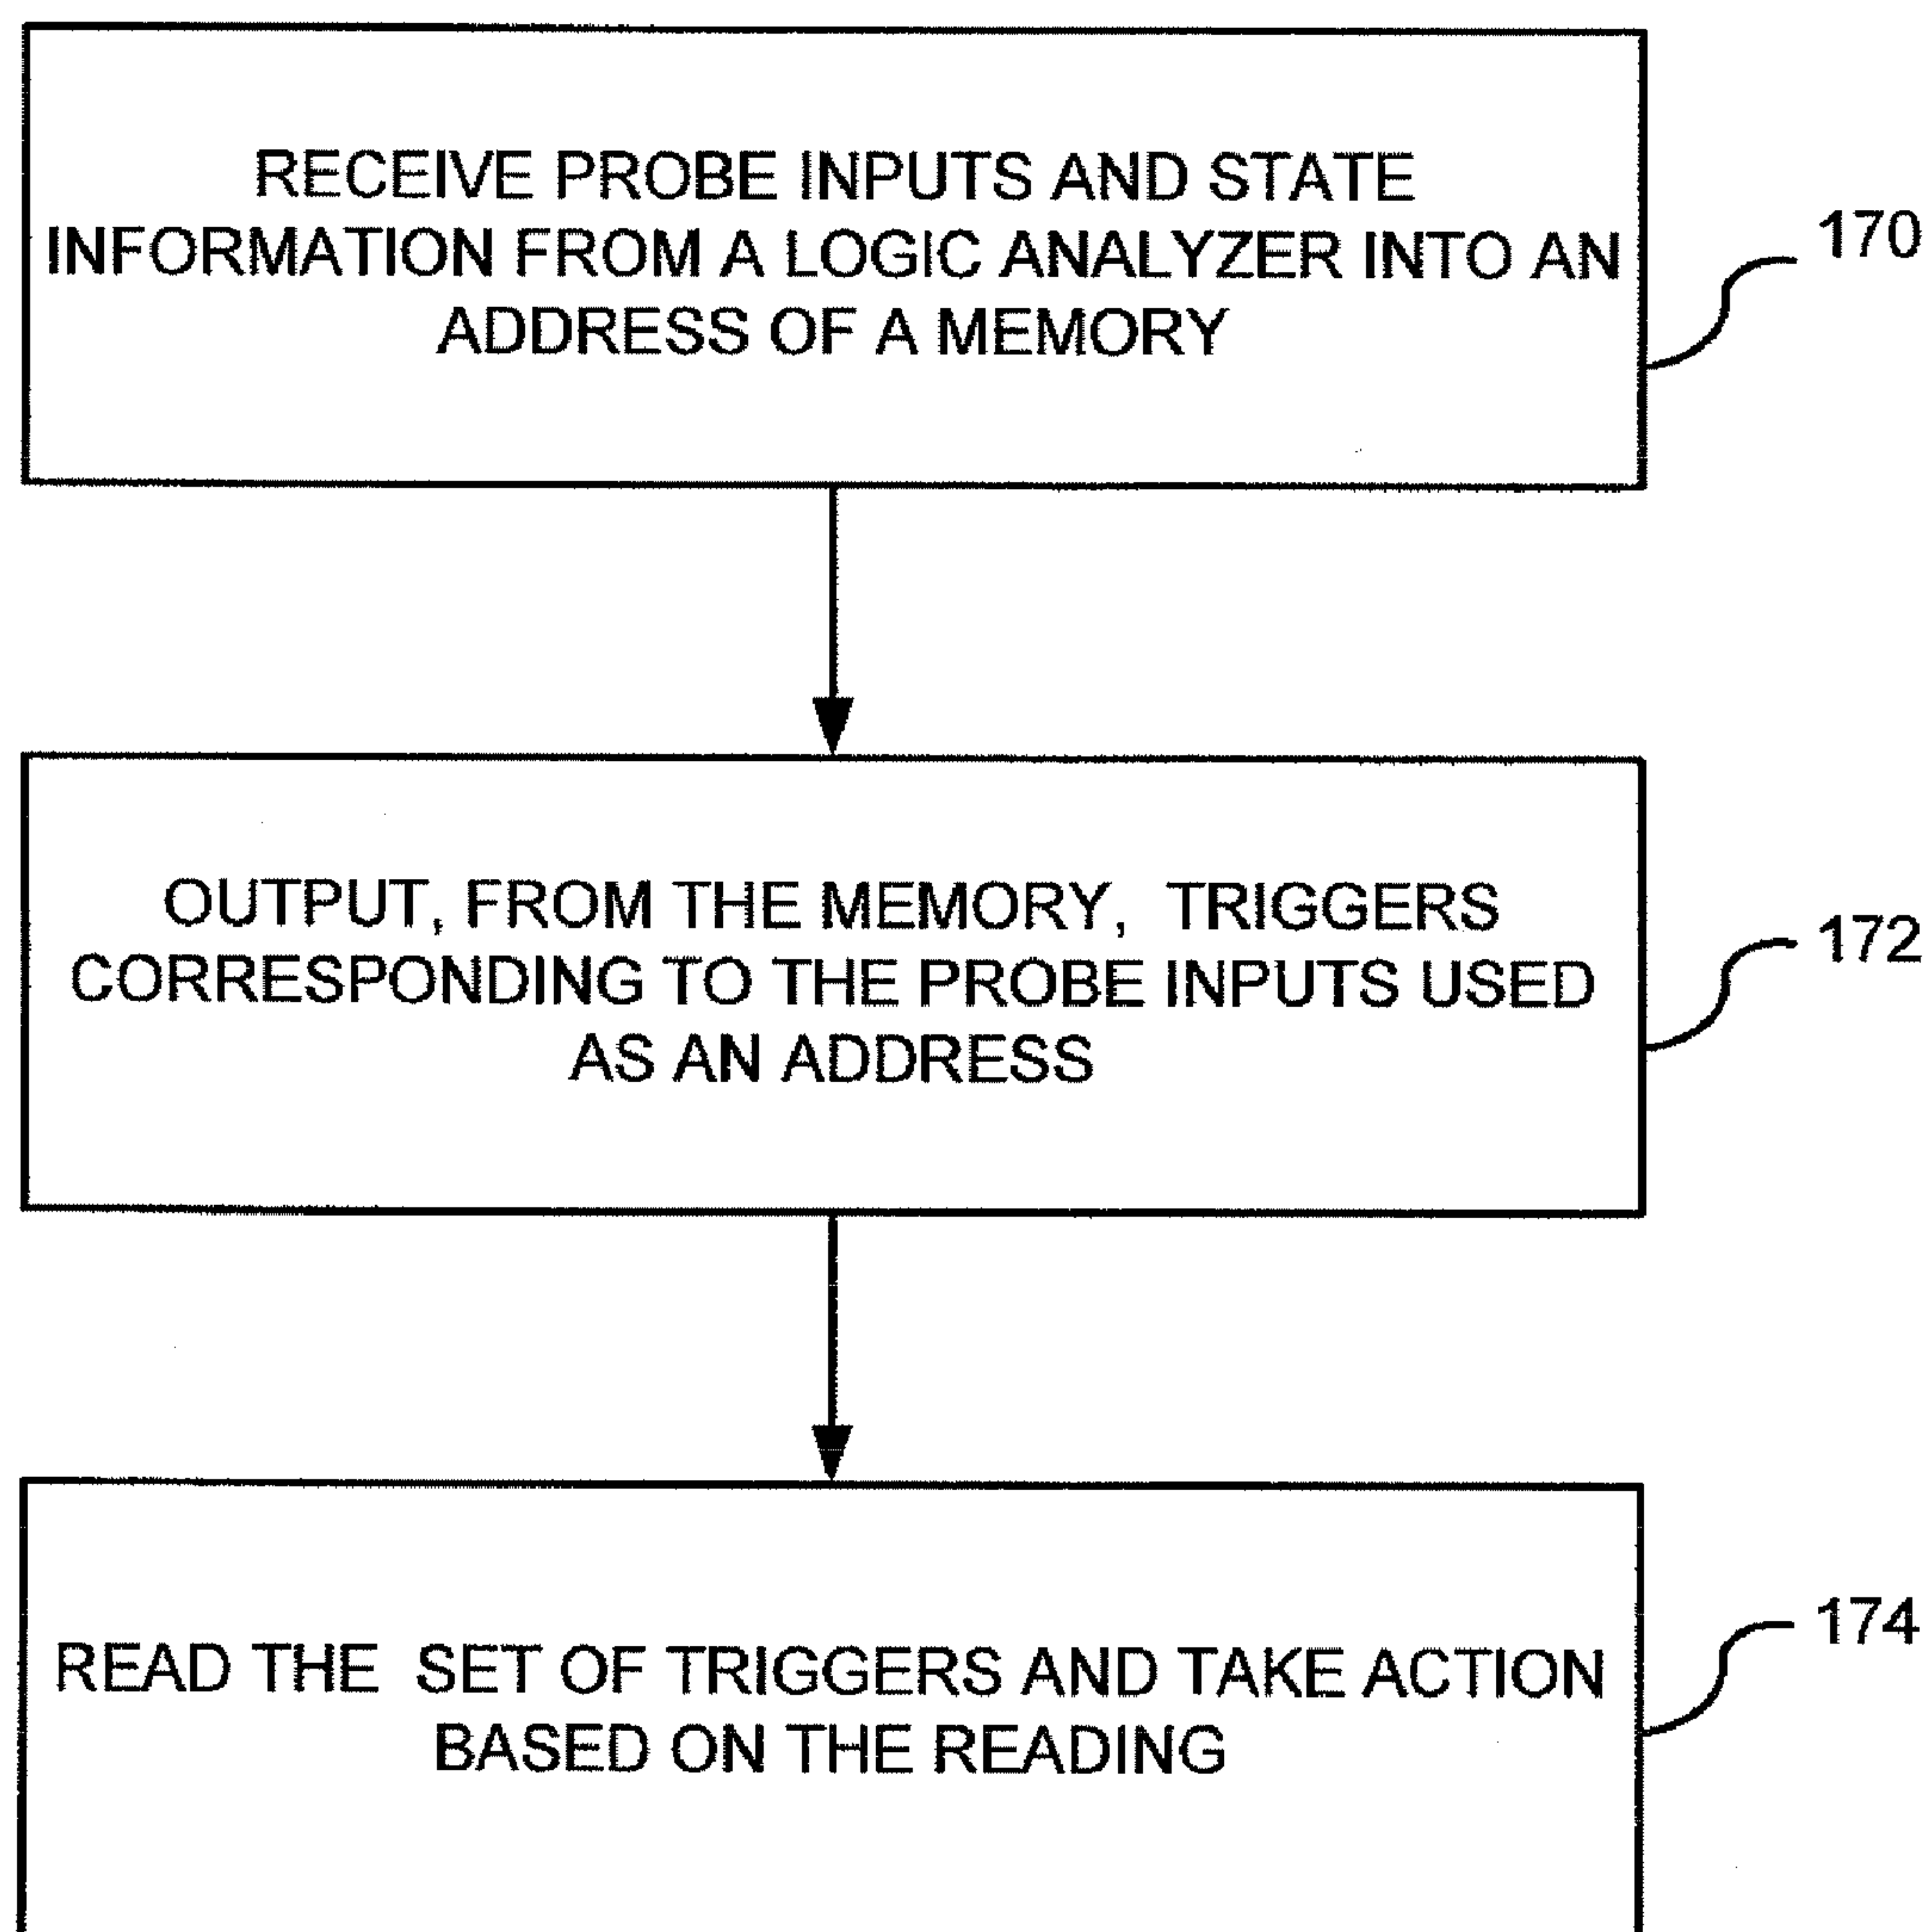 RECEIVE PROBE INPUTS AND STATE
INFORMATION FROM A LOGIC ANALYZER INTO AN
ADDRESS OF A MEMORY
170
OUTPUT, FROM THE MEMORY, TRIGGERS
CORRESPONDING TO THE PROBE INPUTS USED
AS AN ADDRESS
172
READ THE SET OF TRIGGERS AND TAKE ACTION
BASED ON THE READING
174